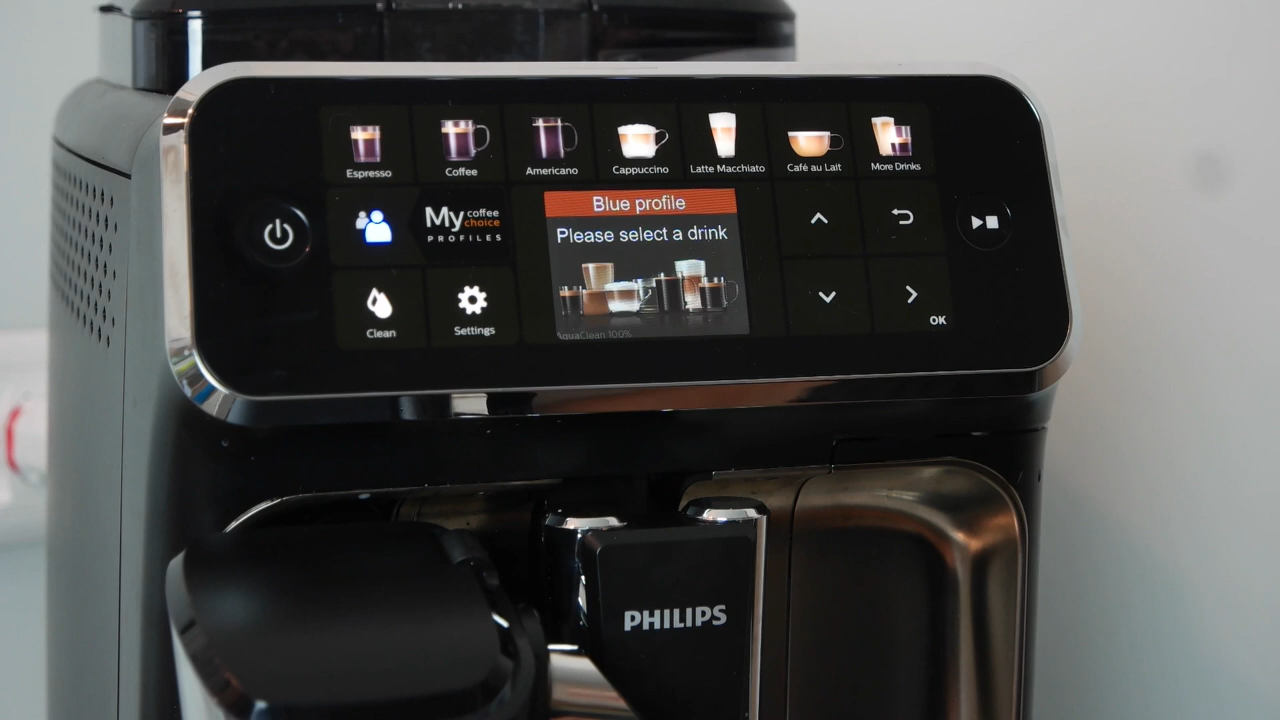 Espresso
Coffee
Americano
Cappuccino
Latte Macchiato
Café au Lait
More Drinks
My coffee choice
PROFILES
Blue profile
Please select a drink
AquaClean 100%
Clean
Settings
OK
PHILIPS